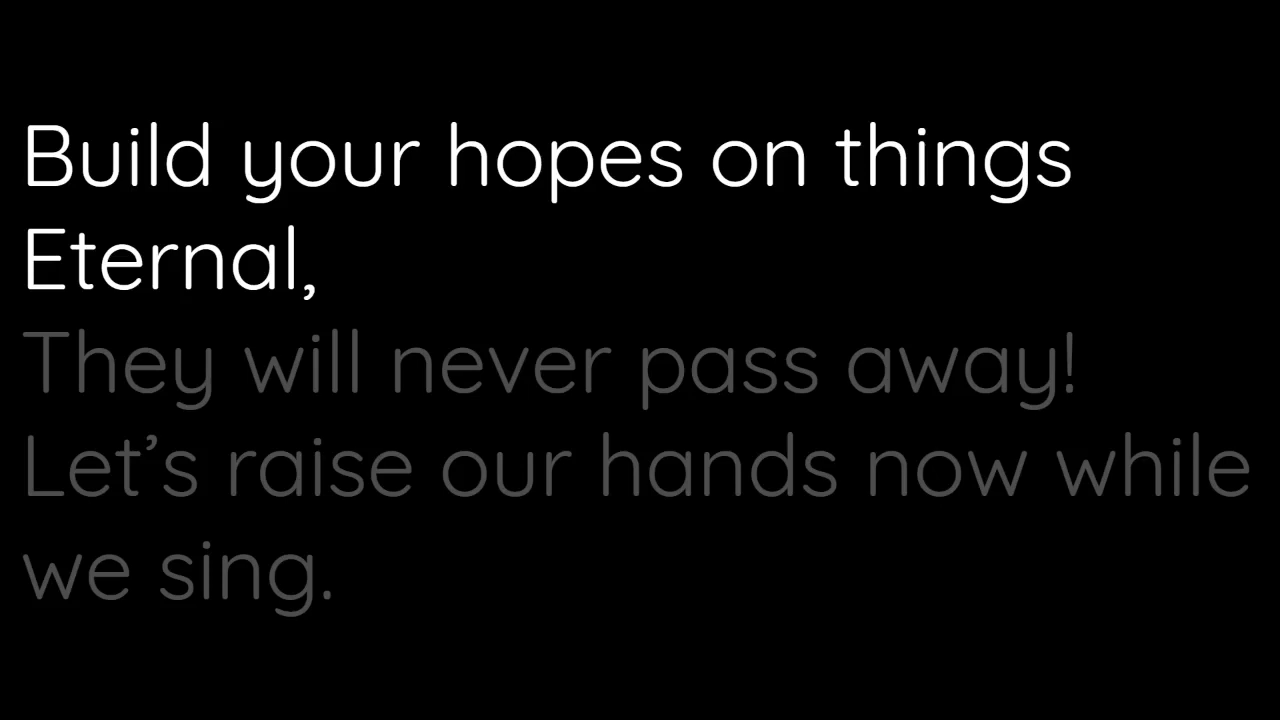 Build your hopes on things
Eternal,
They will never pass away!
Let’s raise our hands now while
we sing.